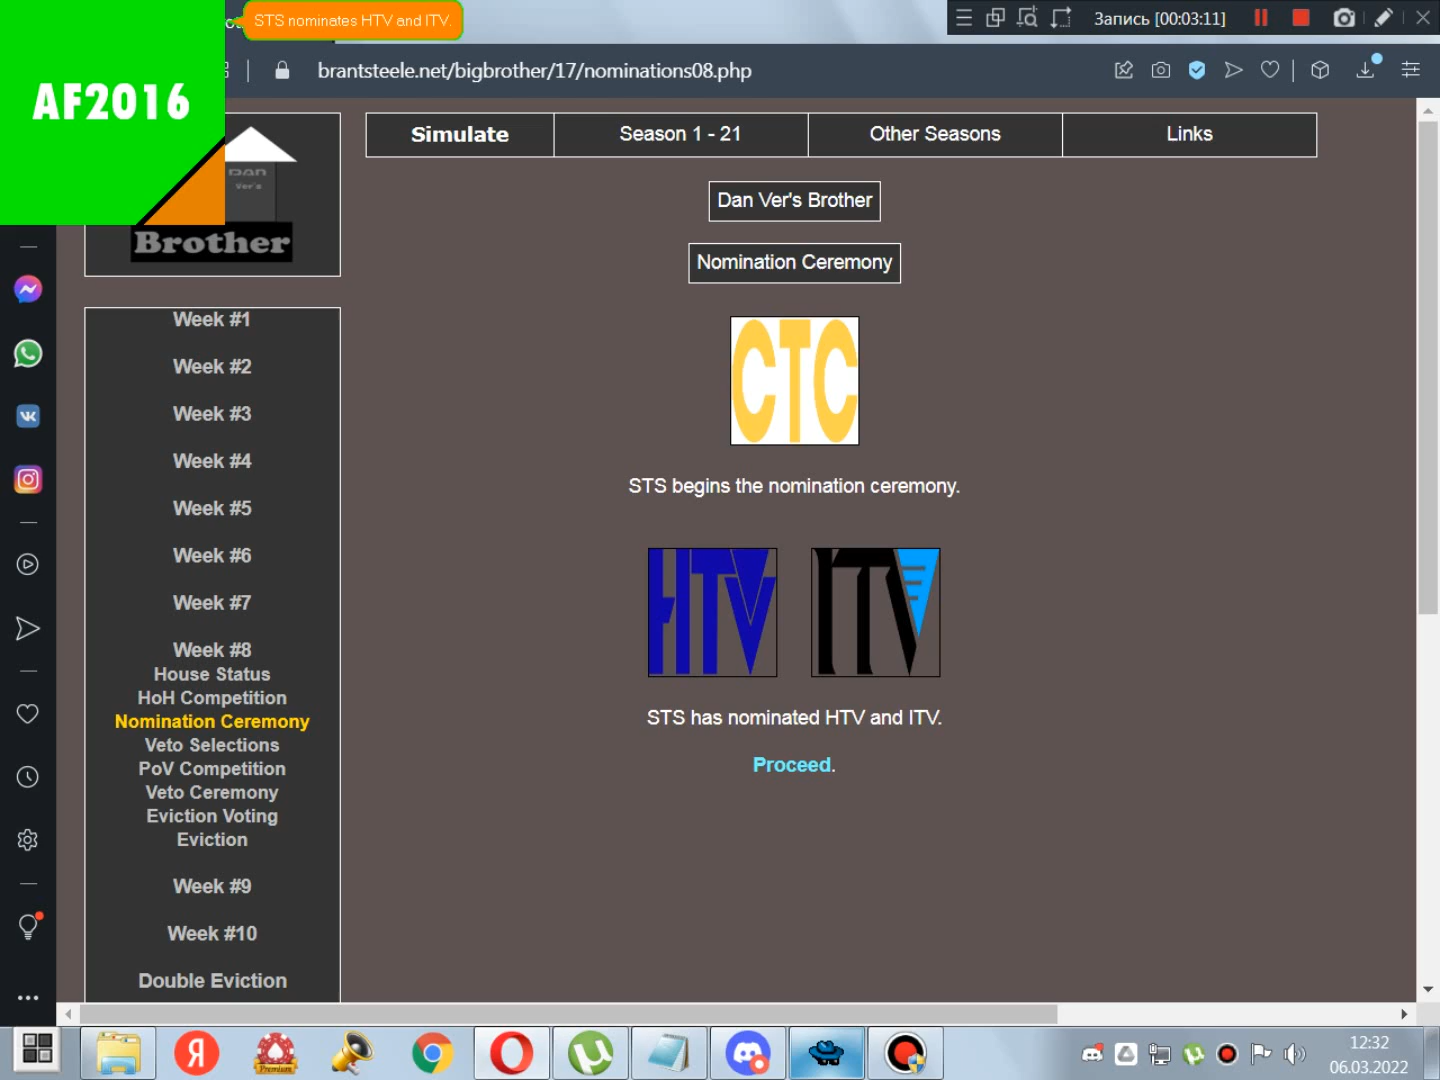 STS nominates HTV and ITV.
Запись [00:03:11]
AF2016
brantsteele.net/bigbrother/17/nominations08.php
DAN
Ver's
Brother
Simulate
Season 1 - 21
Other Seasons
Links
Dan Ver's Brother
Nomination Ceremony
СТС
STS begins the nomination ceremony.
HTV
ITV
STS has nominated HTV and ITV.
Proceed.
Week #1
Week #2
Week #3
Week #4
Week #5
Week #6
Week #7
Week #8
House Status
HoH Competition
Nomination Ceremony
Veto Selections
PoV Competition
Veto Ceremony
Eviction Voting
Eviction
Week #9
Week #10
Double Eviction
Я
Premium
12:32
06.03.2022